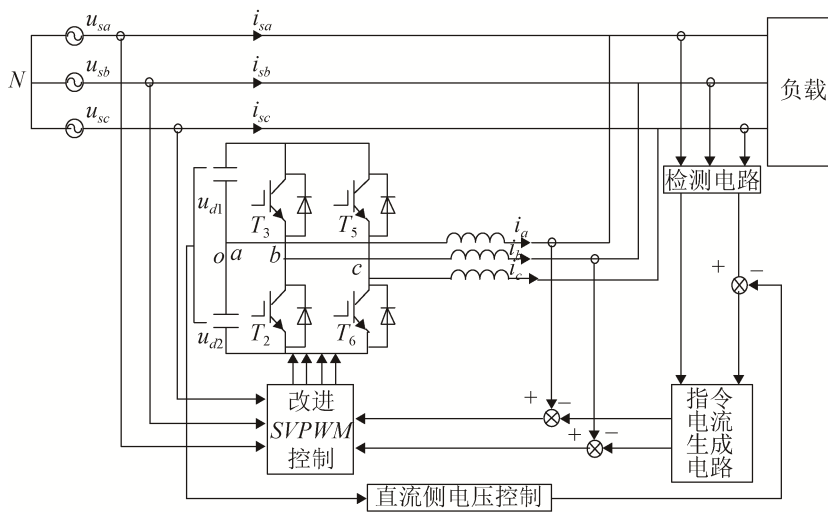 u_sa
i_sa
N
u_sb
i_sb
负载
u_sc
i_sc
检测电路
u_d1
T_3
T_5
i_a
o a
b
i_b
c
i_c
+ −
u_d2
T_2
T_6
改进
SVPWM
控制
+ −
+ −
指令
电流
生成
电路
直流侧电压控制